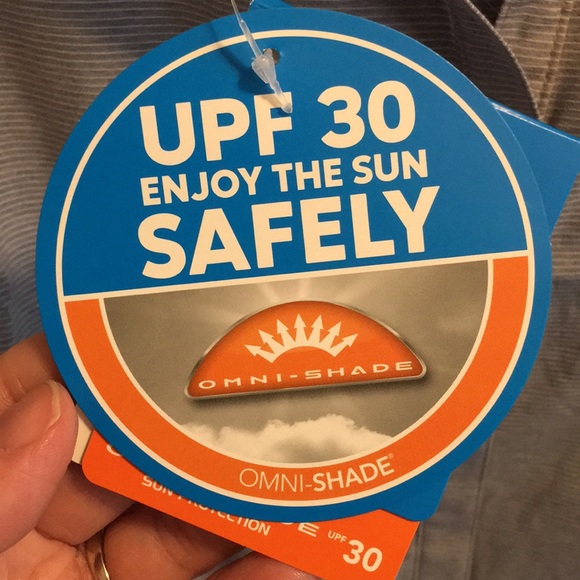 UPF 30
ENJOY THE SUN
SAFELY
OMNI-SHADE
OMNI-SHADE®
SUN PROTECTION
UPF 30